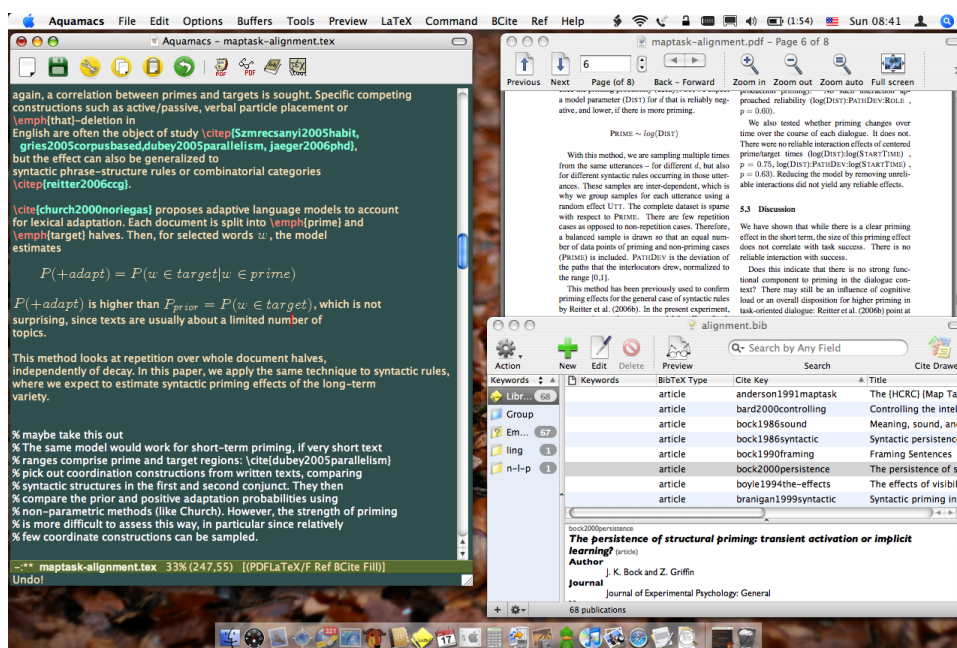 Aquamacs File Edit Options Buffers Tools Preview LaTeX Command BCite Ref Help (1:54) Sun 08:41
Aquamacs – maptask-alignment.tex
again, a correlation between primes and targets is sought. Specific competing
constructions such as active/passive, verbal particle placement or
\emph{that}-deletion in
English are often the object of study \citep{Szmrecsanyi2005habit,
gries2005corpusbased,dubey2005parallelism, jaeger2006phd},
but the effect can also be generalized to
syntactic phrase-structure rules or combinatorial categories
\citep{reitter2006ccg}.
\cite{church2000noriegas} proposes adaptive language models to account
for lexical adaptation. Each document is split into \emph{prime} and
\emph{target} halves. Then, for selected words w, the model
estimates
P(+adapt) = P(w ∈ target|w ∈ prime)
P(+adapt) is higher than P_prior = P(w ∈ target), which is not
surprising, since texts are usually about a limited number of
topics.
This method looks at repetition over whole document halves,
independently of decay. In this paper, we apply the same technique to syntactic rules,
where we expect to estimate syntactic priming effects of the long-term
variety.
% maybe take this out
% The same model would work for short-term priming, if very short text
% ranges comprise prime and target regions: \cite{dubey2005parallelism}
% pick out coordination constructions from written texts, comparing
% syntactic structures in the first and second conjunct. They then
% compare the prior and positive adaptation probabilities using
% non-parametric methods (like Church). However, the strength of priming
% is more difficult to assess this way, in particular since relatively
% few coordinate constructions can be sampled.
-:** maptask-alignment.tex 33% (247,55) [(PDFLaTeX/F Ref BCite Fill)]
Undo!
maptask-alignment.pdf – Page 6 of 8
6
Previous Next Page (of 8) Back – Forward Zoom in Zoom out Zoom auto Full screen
a model parameter (DIST) for d that is reliably neg-
ative, and lower, if there is more priming.
PRIME ∼ log(DIST)
With this method, we are sampling multiple times
from the same utterances – for different d, but also
for different syntactic rules occurring in those utter-
ances. These samples are inter-dependent, which is
why we group samples for each utterance using a
random effect UTT. The complete dataset is sparse
with respect to PRIME. There are few repetition
cases as opposed to non-repetition cases. Therefore,
a balanced sample is drawn so that an equal num-
ber of data points of priming and non-priming cases
(PRIME) is included. PATHDEV is the deviation of
the paths that the interlocutors drew, normalized to
the range [0,1].
This method has been previously used to confirm
priming effects for the general case of syntactic rules
by Reitter et al. (2006b). In the present experiment,
proached reliability (log(DIST):PATHDEV:ROLE ,
p = 0.60).
We also tested whether priming changes over
time over the course of each dialogue. It does not.
There were no reliable interaction effects of centered
prime/target times (log(DIST):log(STARTTIME) ,
p = 0.75, log(DIST):PATHDEV:log(STARTTIME) ,
p = 0.63). Reducing the model by removing unreli-
able interactions did not yield any reliable effects.
5.3 Discussion
We have shown that while there is a clear priming
effect in the short term, the size of this priming effect
does not correlate with task success. There is no
reliable interaction with success.
Does this indicate that there is no strong func-
tional component to priming in the dialogue con-
text? There may still be an influence of cognitive
load or an overall disposition for higher priming in
task-oriented dialogue: Reitter et al. (2006b) point at
alignment.bib
Search by Any Field
Action New Edit Delete Preview Search Cite Drawe
Keywords Keywords BibTeX Type Cite Key Title
Libr... 68
Group
Em... 67
ling 1
n-l-p 1
article anderson1991maptask The {HCRC} {Map Ta
article bard2000controlling Controlling the intel
article bock1986sound Meaning, sound, an
article bock1986syntactic Syntactic persistenc
article bock1990framing Framing Sentences
article bock2000persistence The persistence of s
article boyle1994the-effects The effects of visibil
article branigan1999syntactic Syntactic priming in
bock2000persistence
The persistence of structural priming: transient activation or implicit
learning? (article)
Author
J. K. Bock and Z. Griffin
Journal
Journal of Experimental Psychology: General
68 publications
321
17